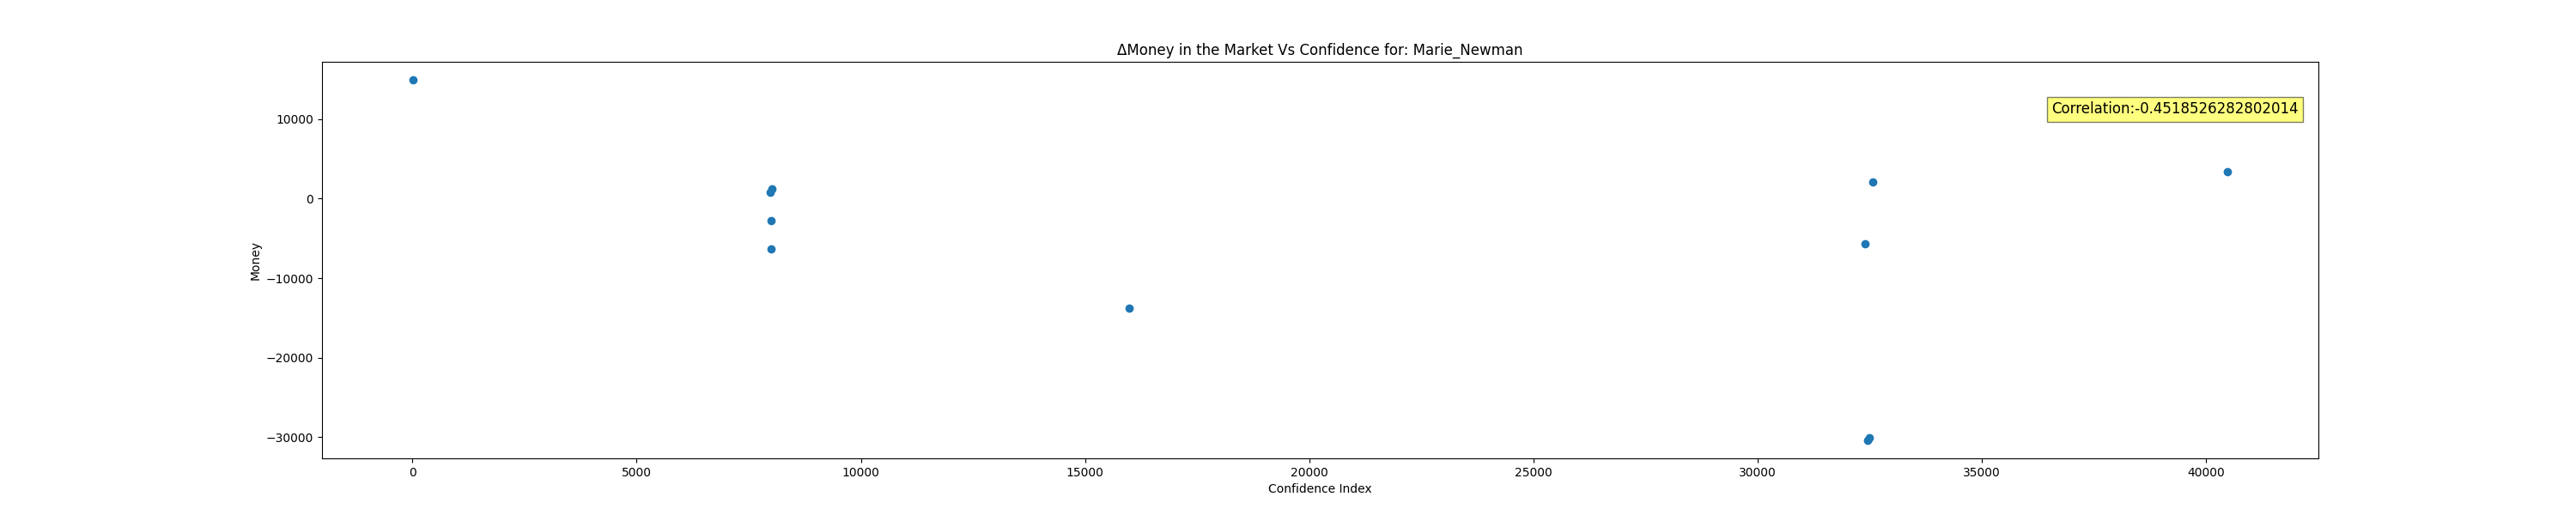 ΔMoney in the Market Vs Confidence for: Marie_Newman
Correlation:-0.4518526282802014
10000
0
−10000
−20000
−30000
Money
0 5000 10000 15000 20000 25000 30000 35000 40000
Confidence Index